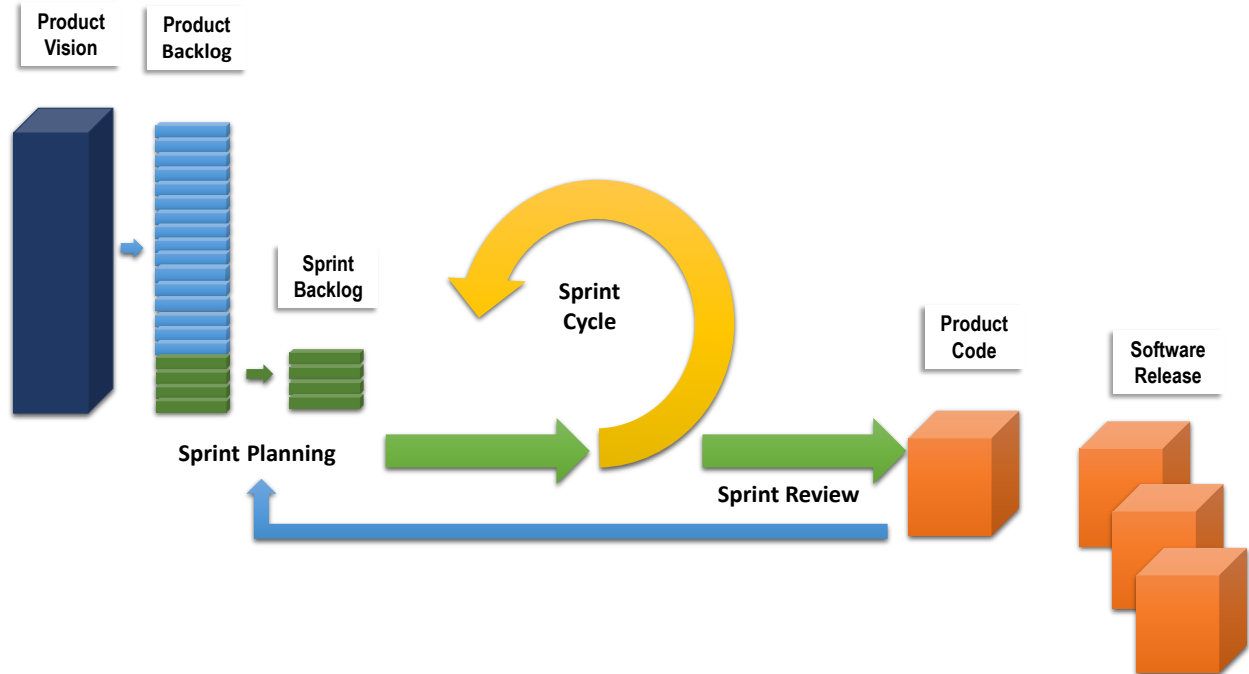 Product
Vision
Product
Backlog
Sprint
Backlog
Sprint
Cycle
Product
Code
Software
Release
Sprint Planning
Sprint Review